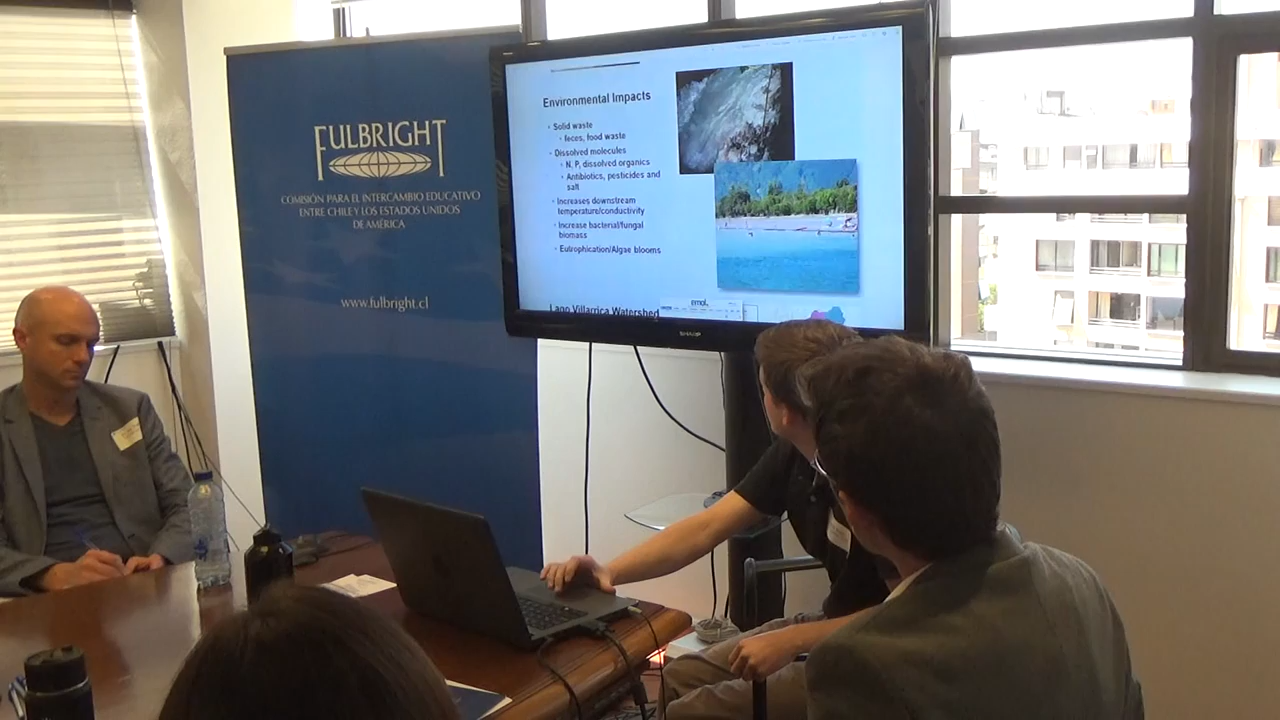 FULBRIGHT
COMISIÓN PARA EL INTERCAMBIO EDUCATIVO
ENTRE CHILE Y LOS ESTADOS UNIDOS
DE AMÉRICA
www.fulbright.cl
Environmental Impacts
• Solid waste
• feces, food waste
• Dissolved molecules
• N, P, dissolved organics
• Antibiotics, pesticides and
salt
• Increases downstream
temperature/conductivity
• Increase bacterial/fungal
biomass
• Eutrophication/Algae blooms
Lago Villarrica Watershed
emol
SHARP